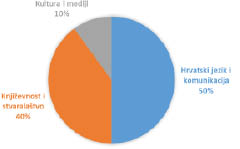 Kultura i mediji
10%
Hrvatski jezik i
komunikacija
50%
Književnost i
stvaralaštvo
40%